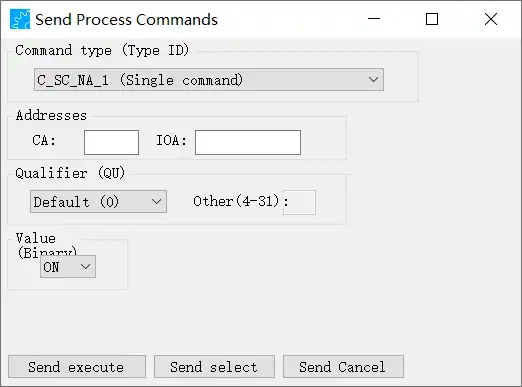 Send Process Commands
Command type (Type ID)
C_SC_NA_1 (Single command)
Addresses
CA:
IOA:
Qualifier (QU)
Default (0)
Other(4-31):
Value
(Binary)
ON
Send execute
Send select
Send Cancel